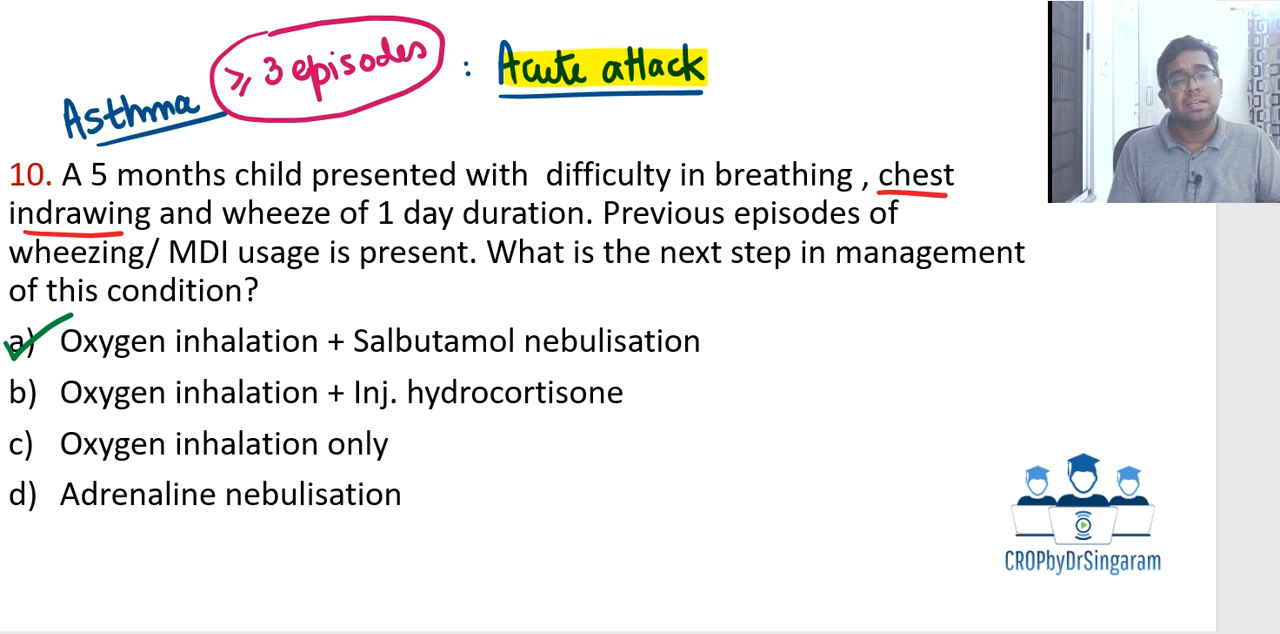 ≥ 3 episodes : Acute attack
Asthma
10. A 5 months child presented with difficulty in breathing , chest
indrawing and wheeze of 1 day duration. Previous episodes of
wheezing/ MDI usage is present. What is the next step in management
of this condition?
a) Oxygen inhalation + Salbutamol nebulisation
b) Oxygen inhalation + Inj. hydrocortisone
c) Oxygen inhalation only
d) Adrenaline nebulisation
CROPbyDrSingaram